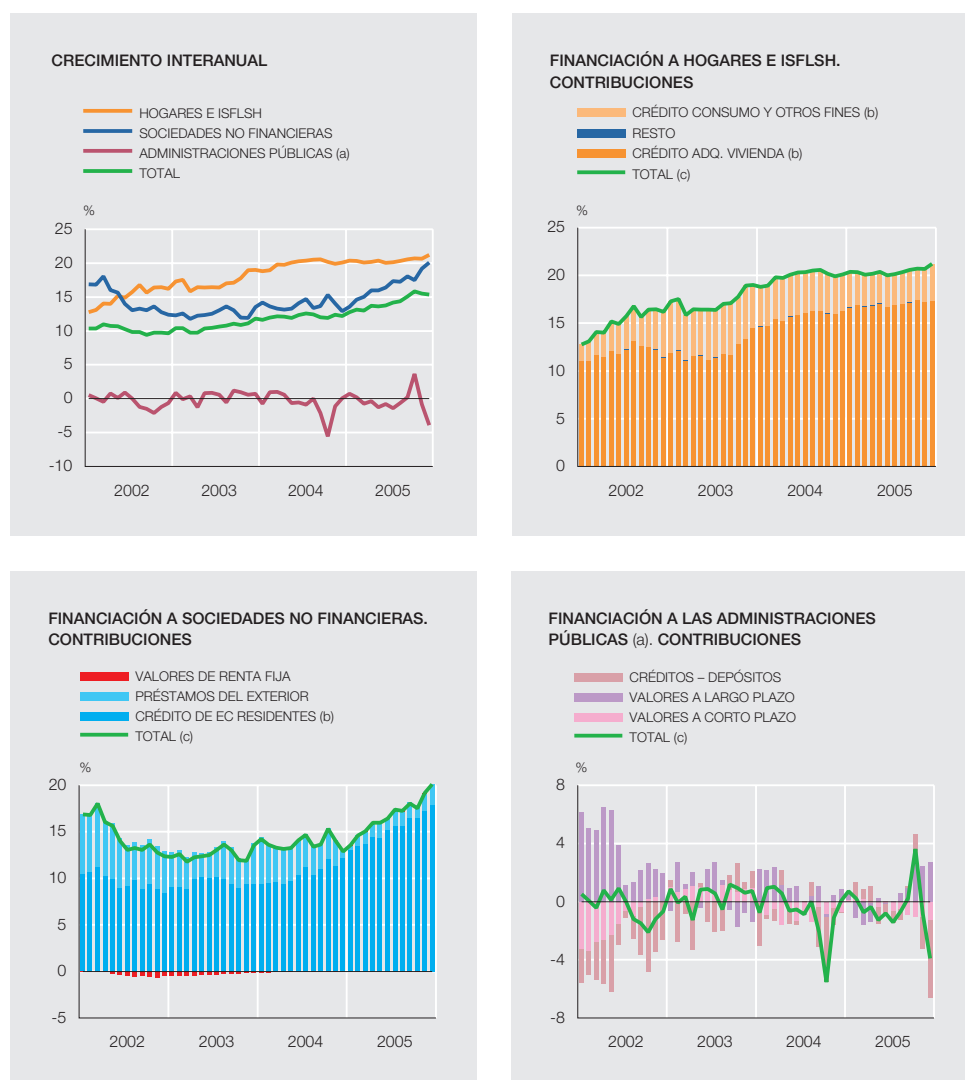 CRECIMIENTO INTERANUAL
HOGARES E ISFLSH
SOCIEDADES NO FINANCIERAS
ADMINISTRACIONES PÚBLICAS (a)
TOTAL
%
25
20
15
10
5
0
-5
-10
2002 2003 2004 2005
FINANCIACIÓN A HOGARES E ISFLSH.
CONTRIBUCIONES
CRÉDITO CONSUMO Y OTROS FINES (b)
RESTO
CRÉDITO ADQ. VIVIENDA (b)
TOTAL (c)
%
25
20
15
10
5
0
2002 2003 2004 2005
FINANCIACIÓN A SOCIEDADES NO FINANCIERAS.
CONTRIBUCIONES
VALORES DE RENTA FIJA
PRÉSTAMOS DEL EXTERIOR
CRÉDITO DE EC RESIDENTES (b)
TOTAL (c)
%
20
15
10
5
0
-5
2002 2003 2004 2005
FINANCIACIÓN A LAS ADMINISTRACIONES
PÚBLICAS (a). CONTRIBUCIONES
CRÉDITOS – DEPÓSITOS
VALORES A LARGO PLAZO
VALORES A CORTO PLAZO
TOTAL (c)
%
8
4
0
-4
-8
2002 2003 2004 2005